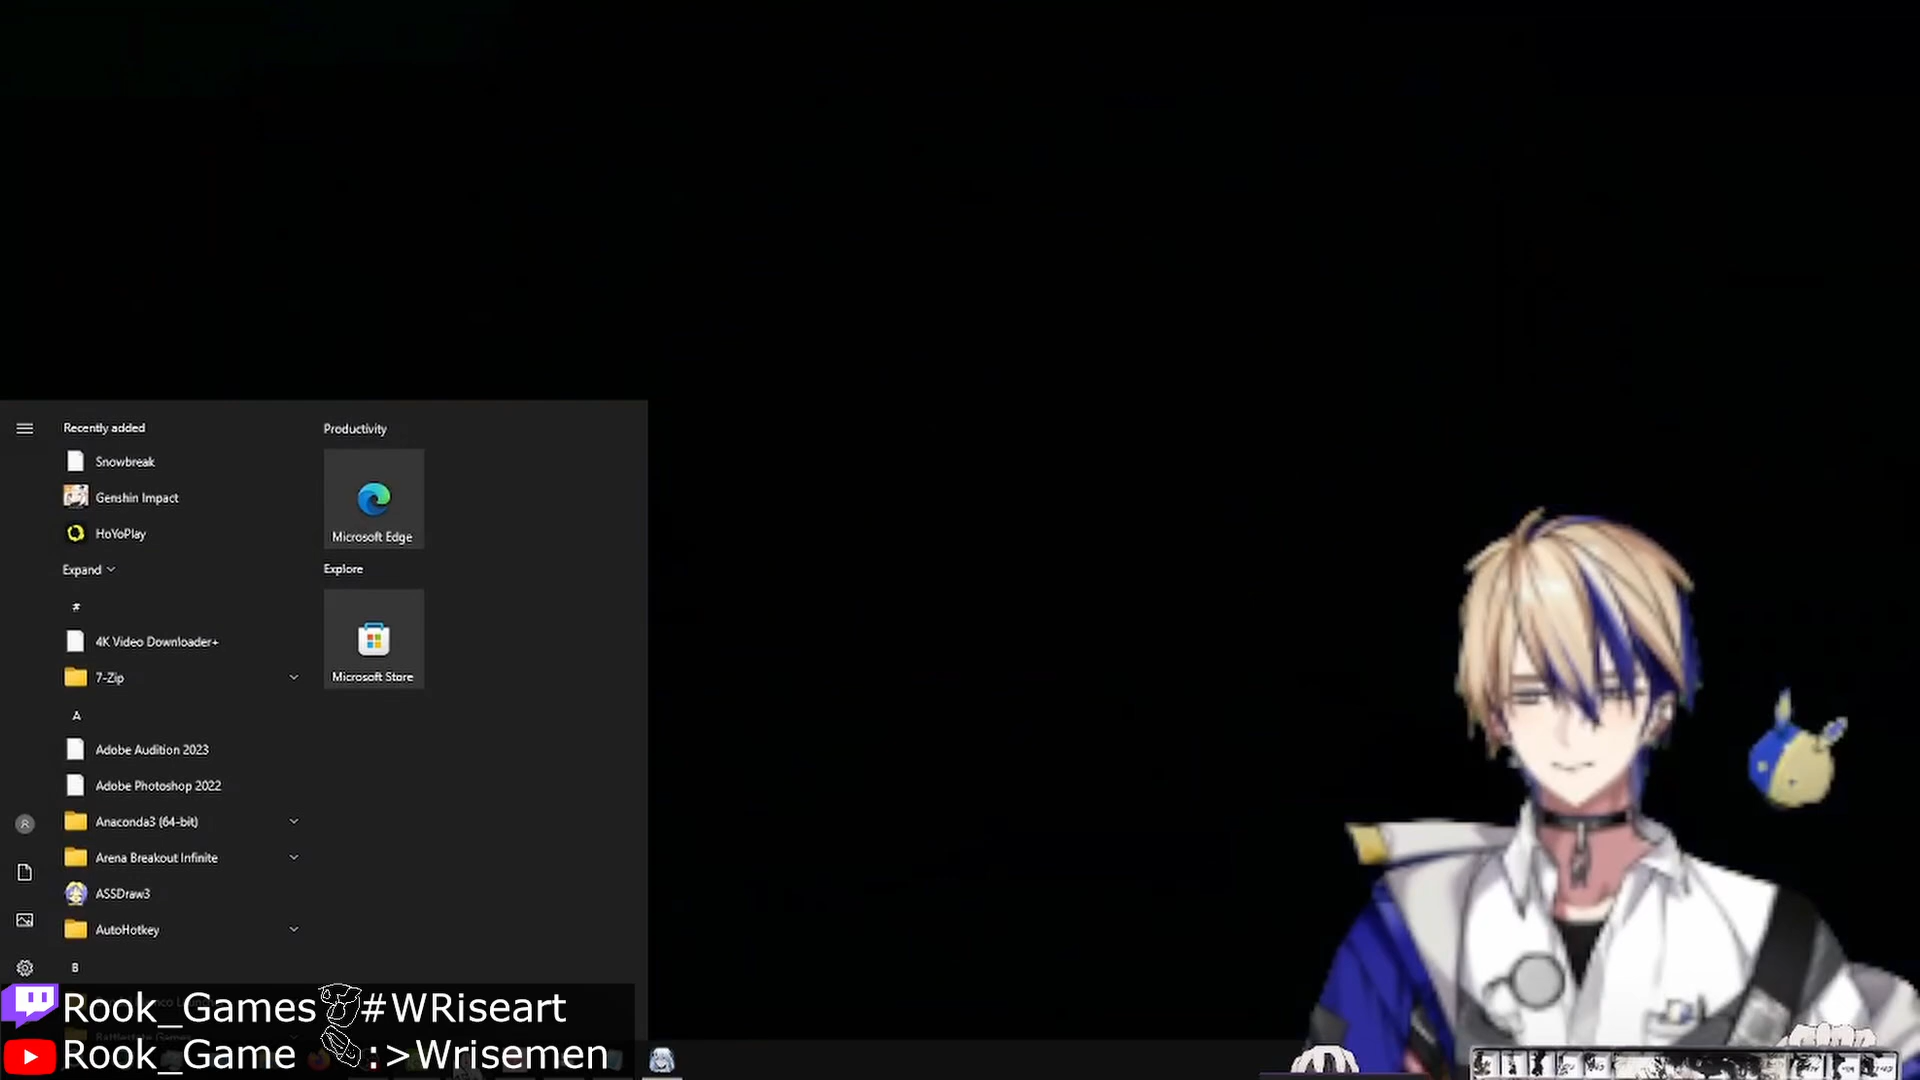 Recently added
Snowbreak
Genshin Impact
HoYoPlay
Expand
#
4K Video Downloader+
7-Zip
A
Adobe Audition 2023
Adobe Photoshop 2022
Anaconda3 (64-bit)
Arena Breakout Infinite
ASSDraw3
AutoHotkey
B
Productivity
Microsoft Edge
Explore
Microsoft Store
Rook_Games #WRiseart
Rook_Game :>Wrisemen